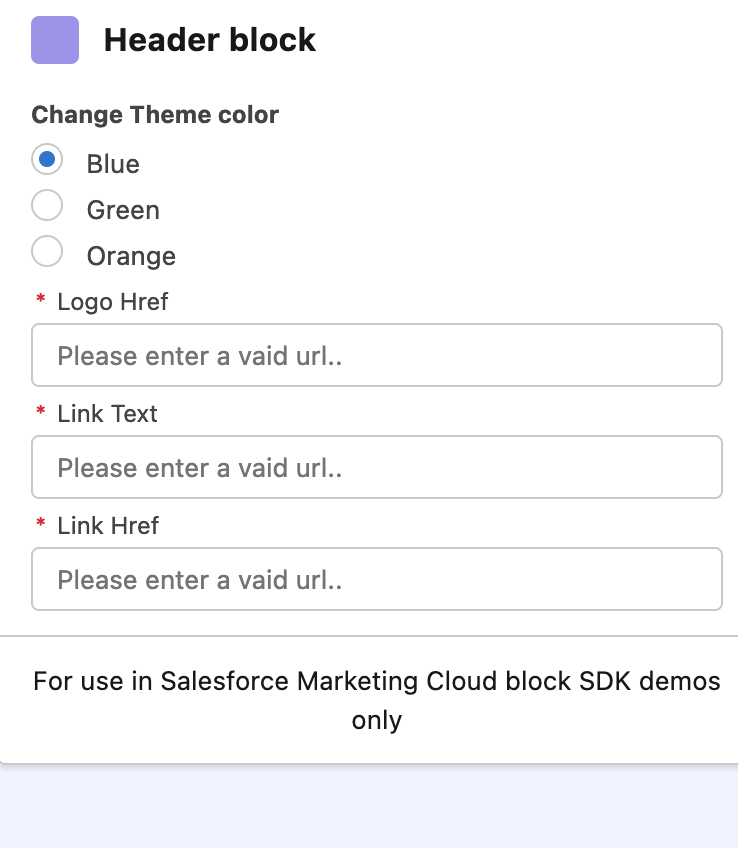 Header block
Change Theme color
Blue
Green
Orange
* Logo Href
Please enter a vaid url..
* Link Text
Please enter a vaid url..
* Link Href
Please enter a vaid url..
For use in Salesforce Marketing Cloud block SDK demos
only